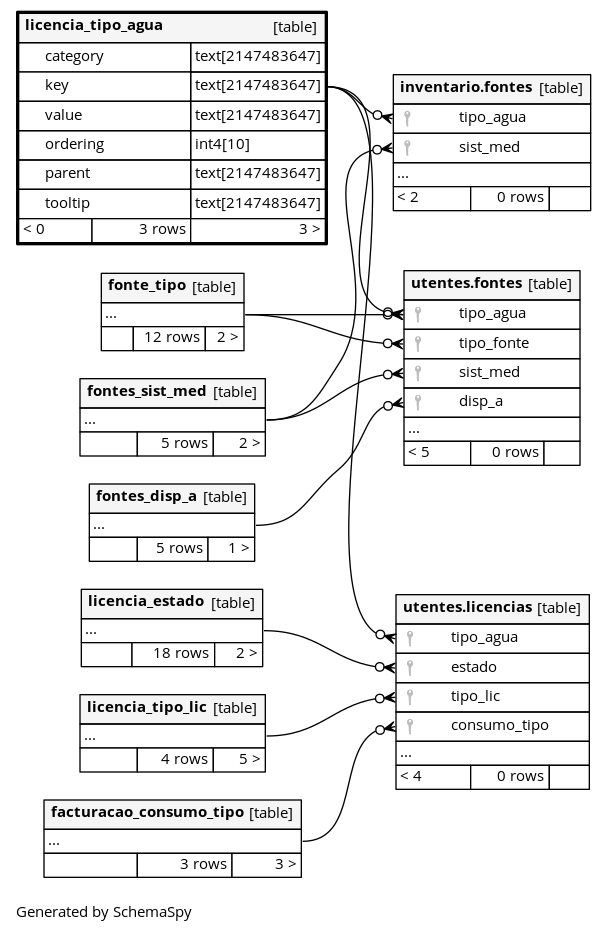 licencia_tipo_agua [table]
category text[2147483647]
key text[2147483647]
value text[2147483647]
ordering int4[10]
parent text[2147483647]
tooltip text[2147483647]
< 0 3 rows 3 >
inventario.fontes [table]
tipo_agua
sist_med
...
< 2 0 rows
fonte_tipo [table]
...
12 rows 2 >
utentes.fontes [table]
tipo_agua
tipo_fonte
sist_med
disp_a
...
< 5 0 rows
fontes_sist_med [table]
...
5 rows 2 >
fontes_disp_a [table]
...
5 rows 1 >
licencia_estado [table]
...
18 rows 2 >
utentes.licencias [table]
tipo_agua
estado
tipo_lic
consumo_tipo
...
< 4 0 rows
licencia_tipo_lic [table]
...
4 rows 5 >
facturacao_consumo_tipo [table]
...
3 rows 3 >
Generated by SchemaSpy